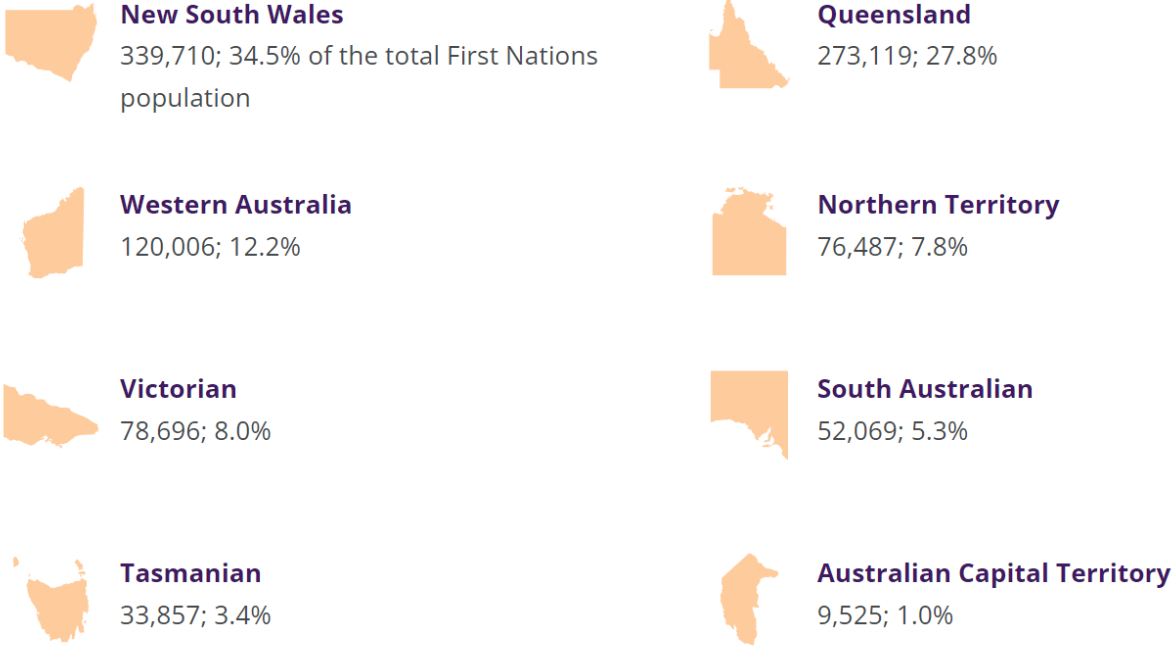 New South Wales
339,710; 34.5% of the total First Nations
population
Queensland
273,119; 27.8%
Western Australia
120,006; 12.2%
Northern Territory
76,487; 7.8%
Victorian
78,696; 8.0%
South Australian
52,069; 5.3%
Tasmanian
33,857; 3.4%
Australian Capital Territory
9,525; 1.0%